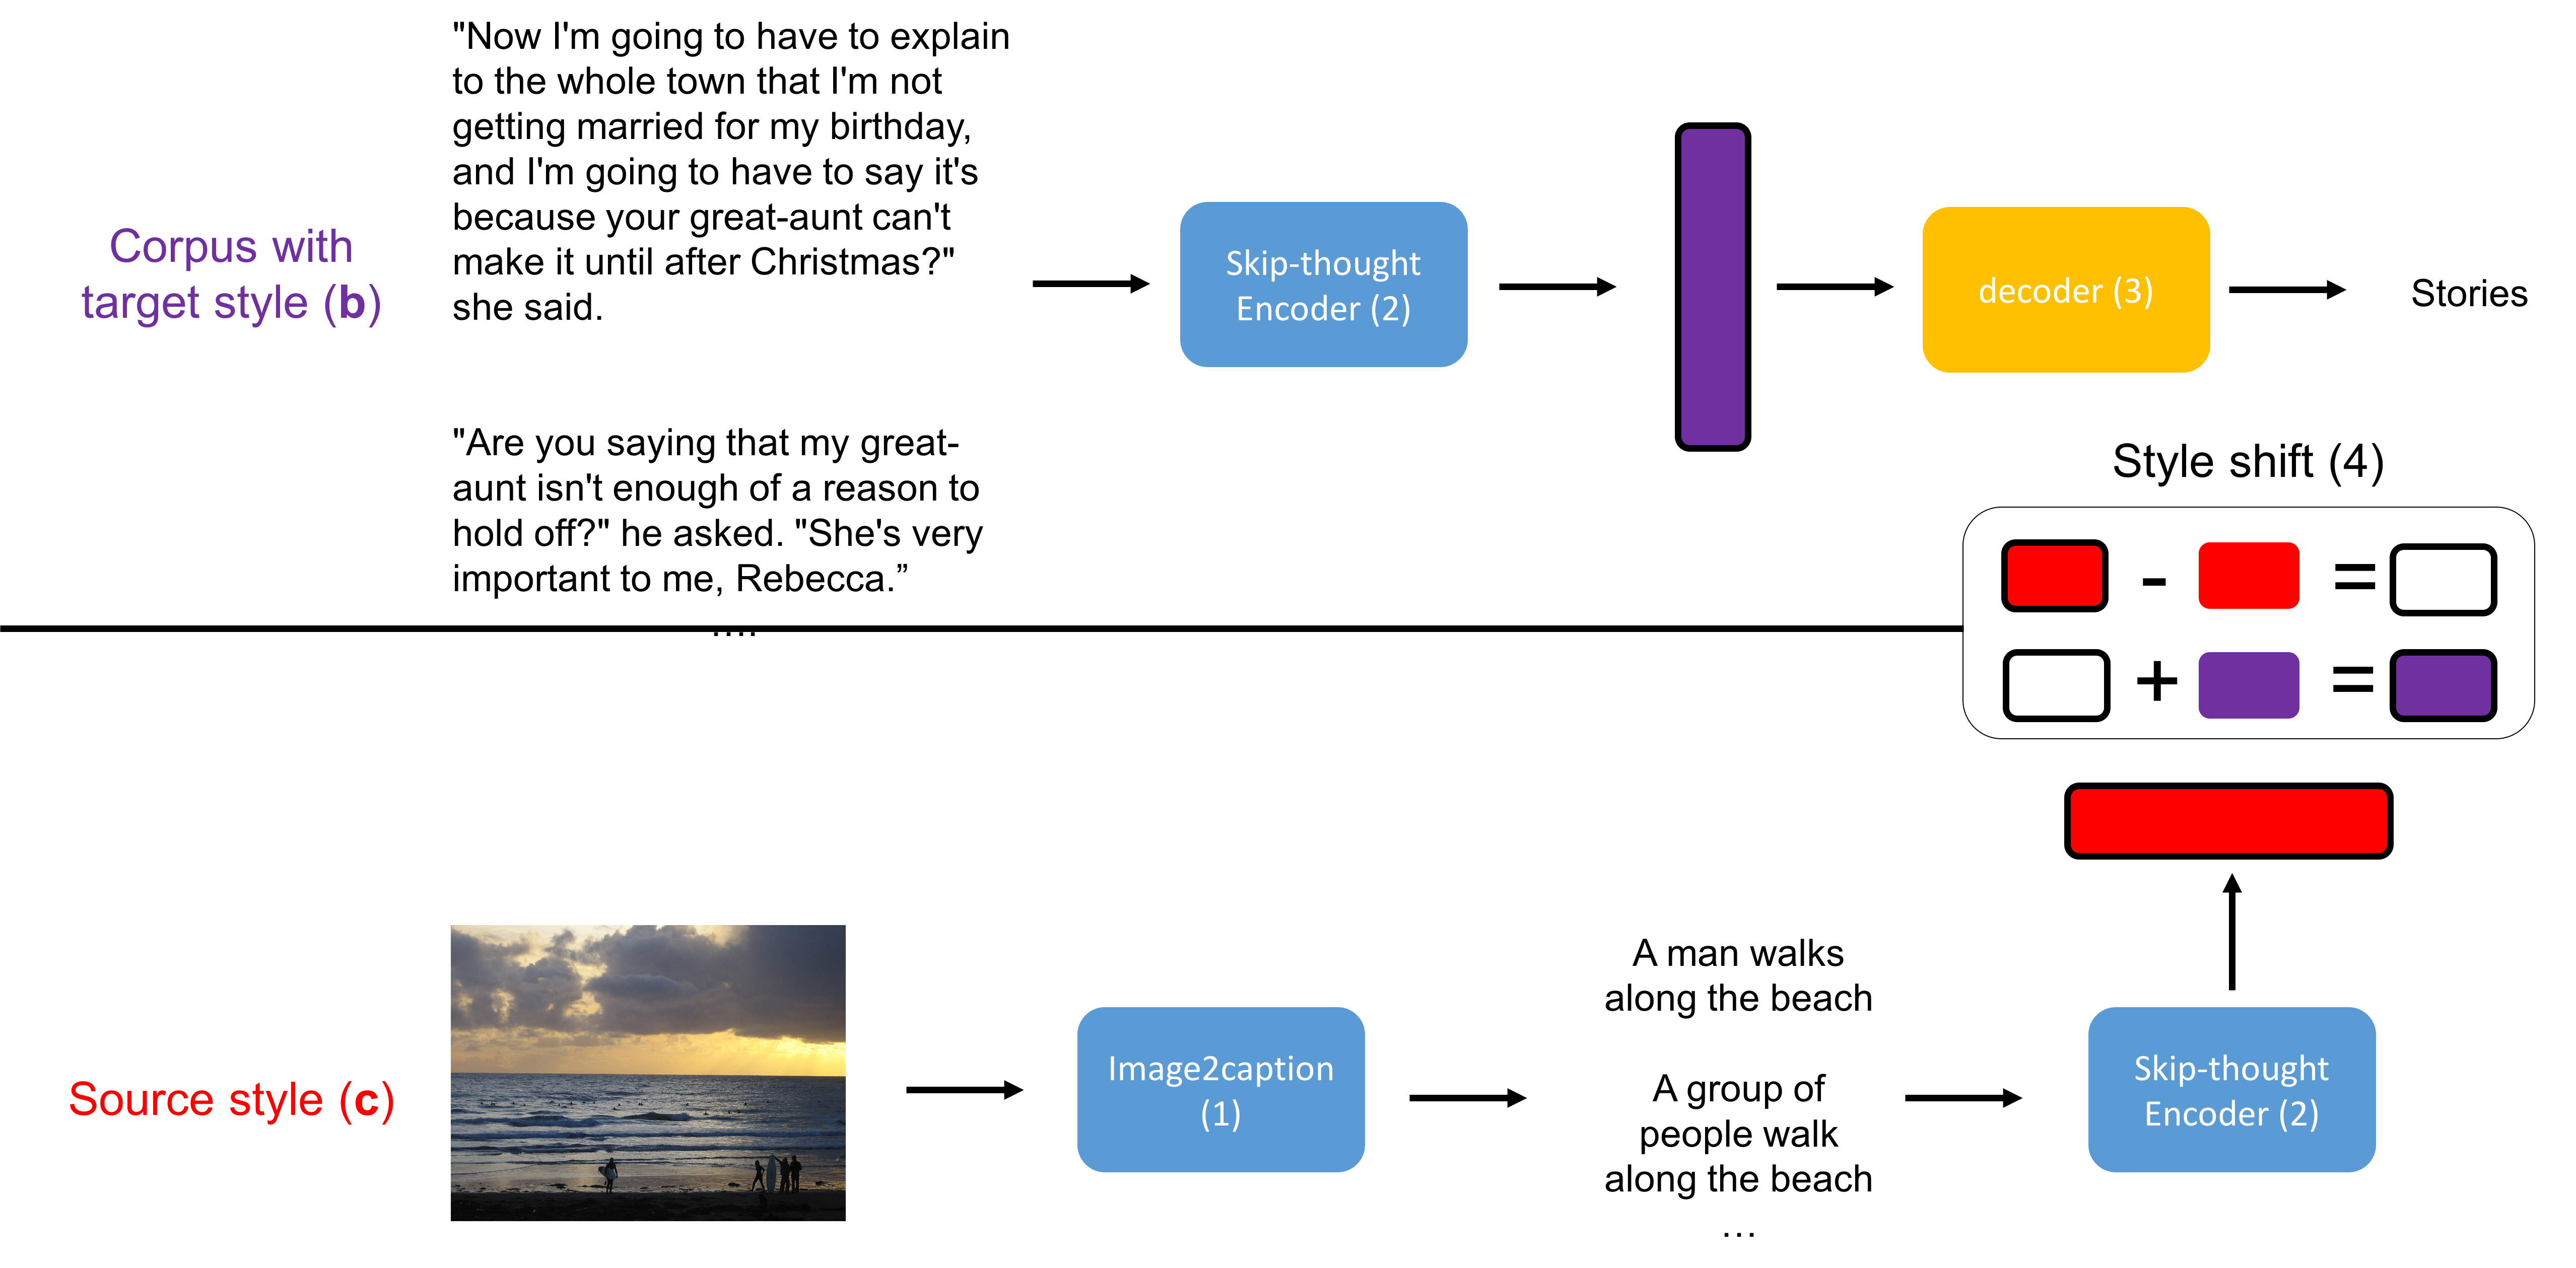 "Now I'm going to have to explain
to the whole town that I'm not
getting married for my birthday,
and I'm going to have to say it's
because your great-aunt can't
make it until after Christmas?"
she said.
"Are you saying that my great-
aunt isn't enough of a reason to
hold off?" he asked. "She's very
important to me, Rebecca.”
....
Corpus with
target style (b)
Skip-thought
Encoder (2)
decoder (3)
Stories
Style shift (4)
- =
+ =
Source style (c)
Image2caption
(1)
A man walks
along the beach
A group of
people walk
along the beach
...
Skip-thought
Encoder (2)